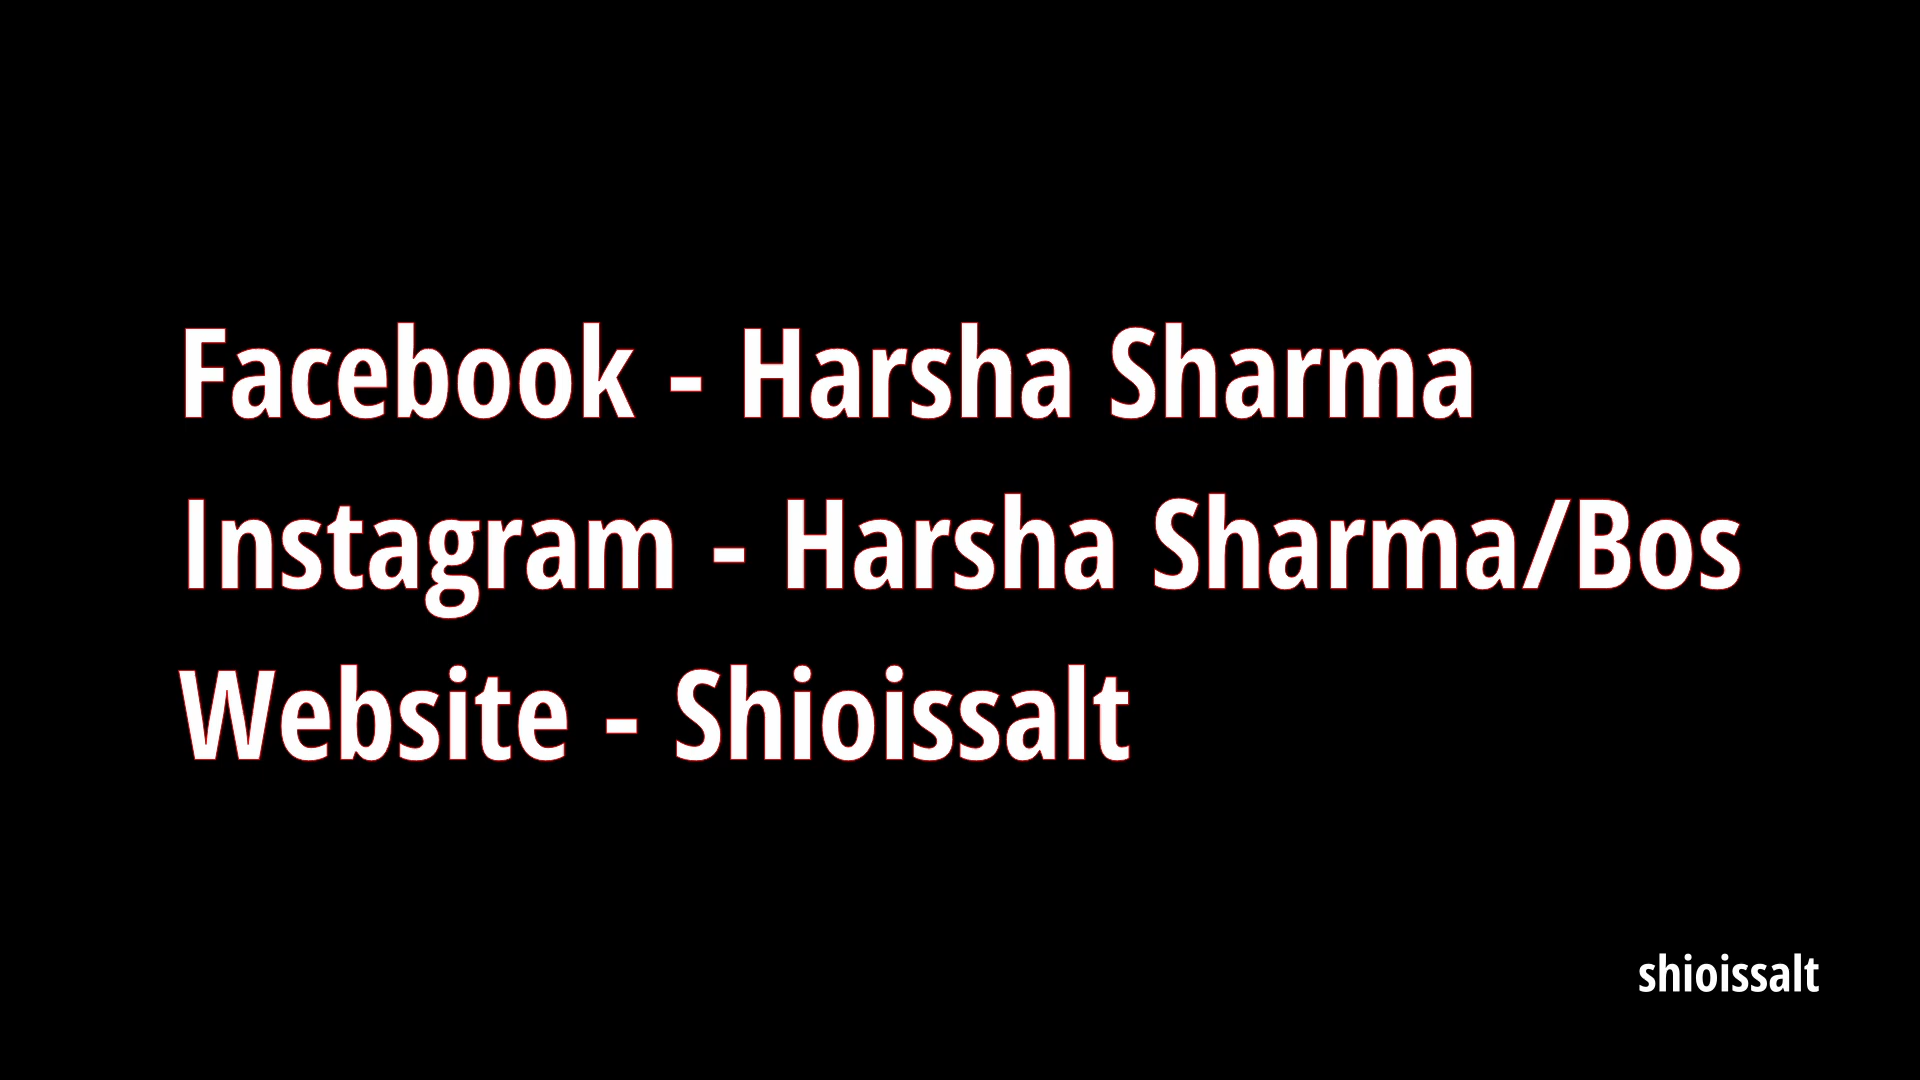 Facebook - Harsha Sharma
Instagram - Harsha Sharma/Bos
Website - Shioissalt
shioissalt